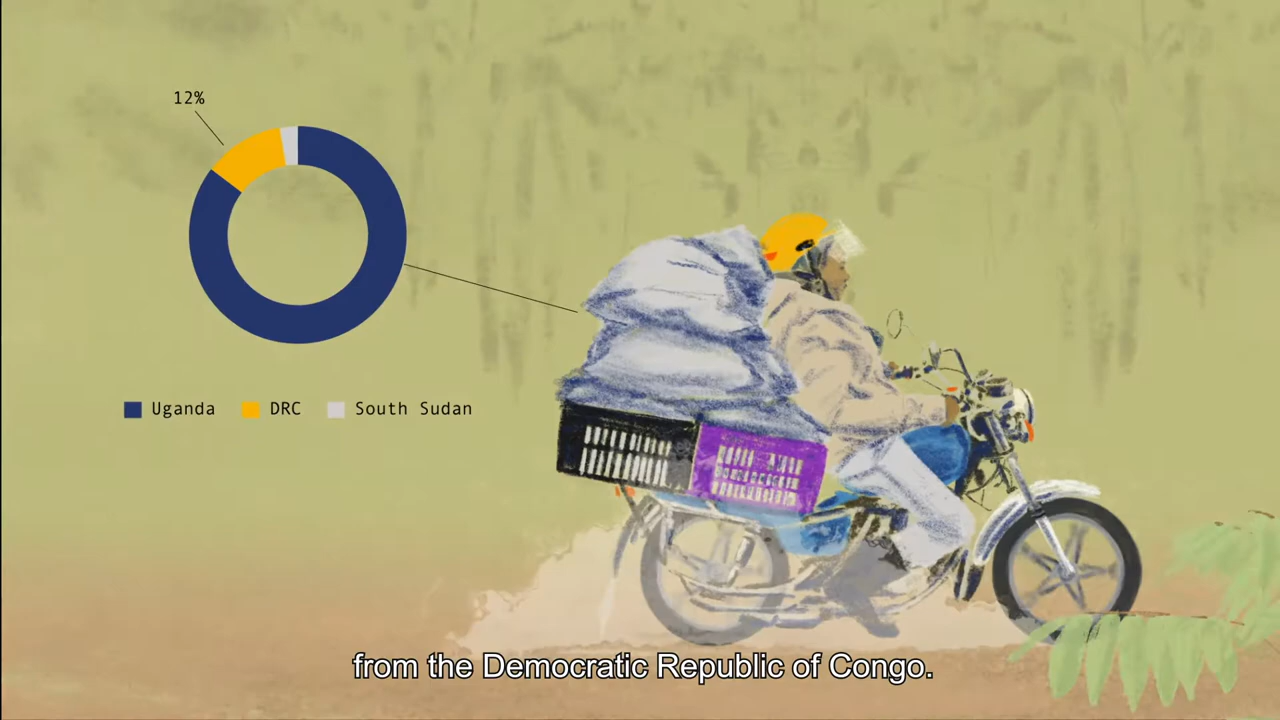 12%
Uganda DRC South Sudan
from the Democratic Republic of Congo.